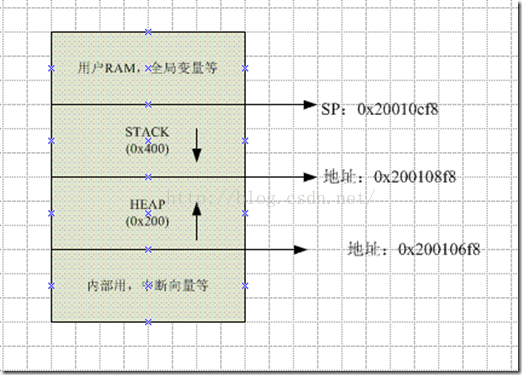 用户RAM，全局变量等
SP：0x20010cf8
STACK
(0x400)
地址：0x200108f8
http://blog.csdn.net/
HEAP
(0x200)
地址：0x200106f8
内部用，中断向量等